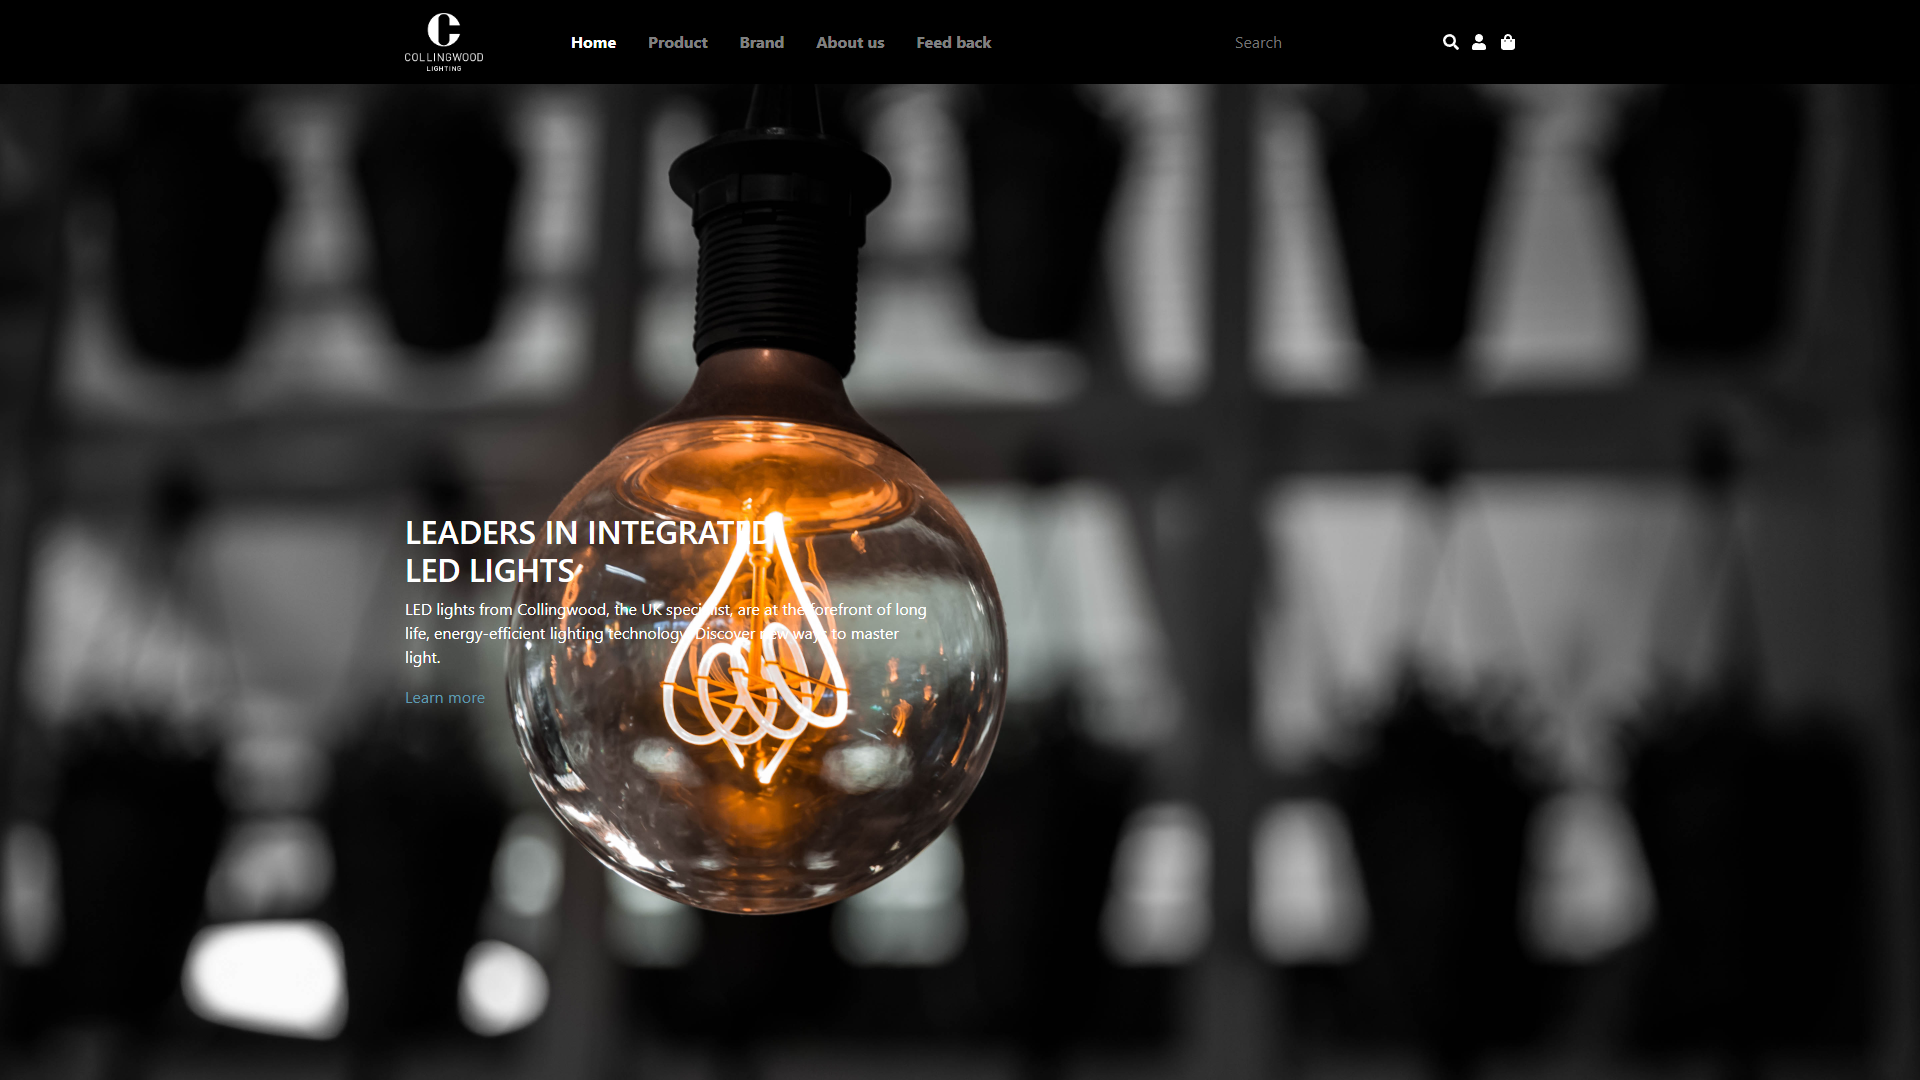 COLLINGWOOD
LIGHTING
Home
Product
Brand
About us
Feed back
Search
LEADERS IN INTEGRATED
LED LIGHTS
LED lights from Collingwood, the UK specialist, are at the forefront of long
life, energy-efficient lighting technology. Discover new ways to master
light.
Learn more